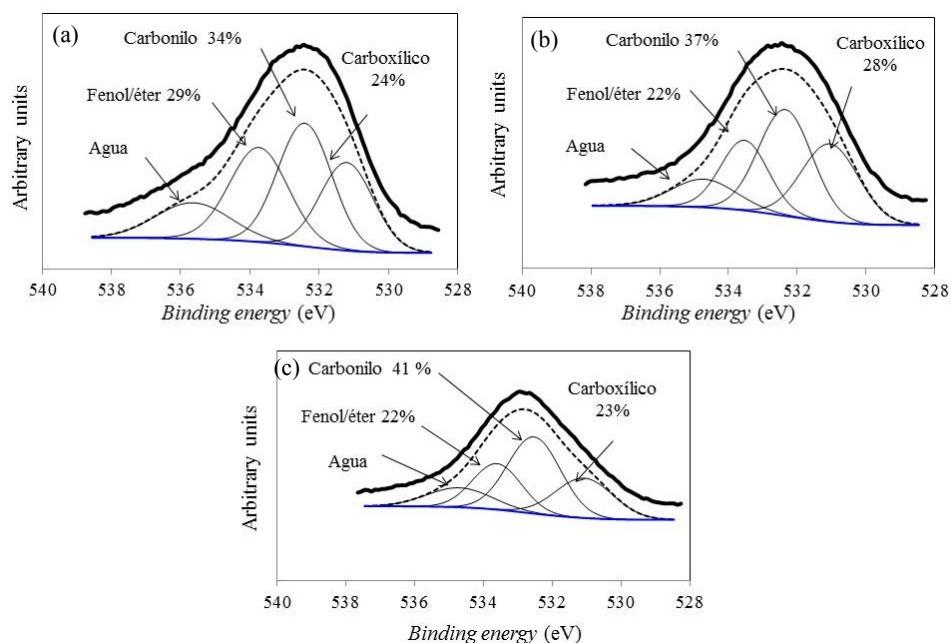 (a)
Carbonilo 34%
Carboxílico
24%
Fenol/éter 29%
Agua
Arbitrary units
540 538 536 534 532 530 528
Binding energy (eV)
(b)
Carbonilo 37%
Carboxílico
28%
Fenol/éter 22%
Agua
Arbitrary units
540 538 536 534 532 530 528
Binding energy (eV)
(c)
Carbonilo 41 %
Carboxílico
23%
Fenol/éter 22%
Agua
Arbitrary units
540 538 536 534 532 530 528
Binding energy (eV)